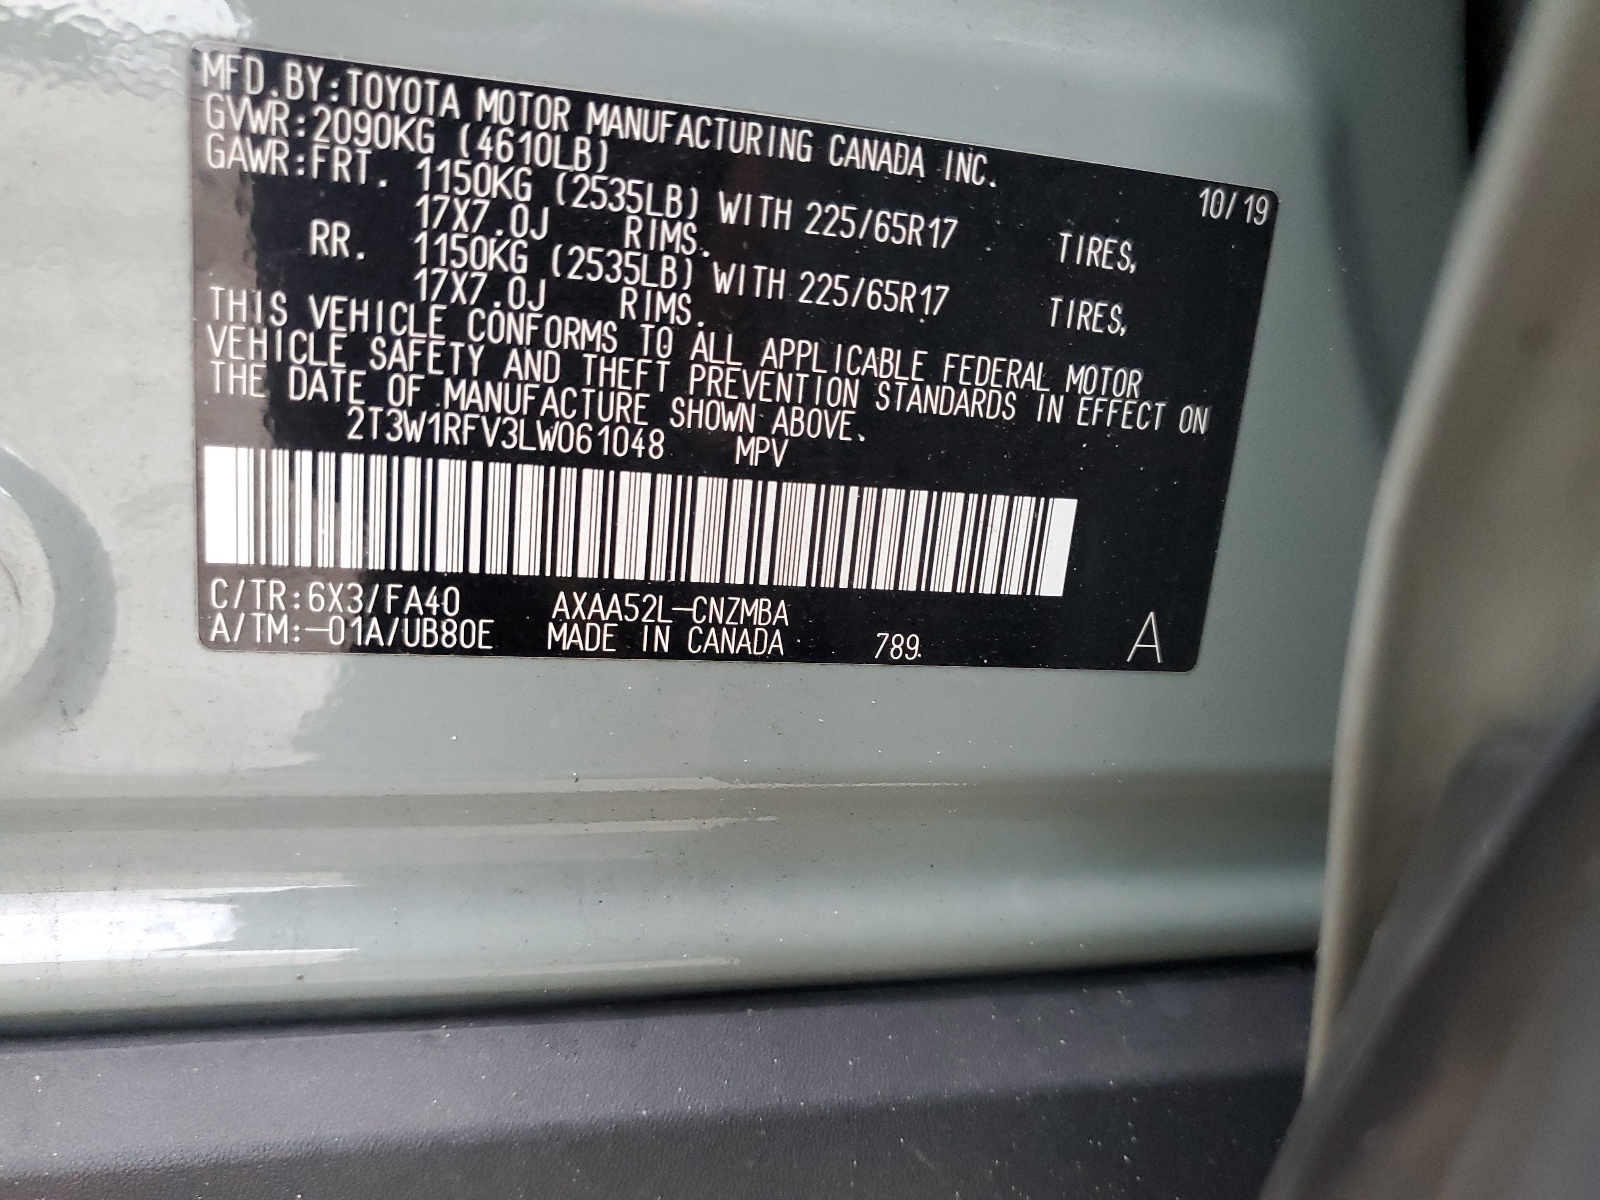 MFD.BY:TOYOTA MOTOR MANUFACTURING CANADA INC. 10/19
GVWR:2090KG (4610LB)
GAWR:FRT. 1150KG (2535LB) WITH 225/65R17 TIRES,
17X7.0J RIMS.
RR. 1150KG (2535LB) WITH 225/65R17 TIRES,
17X7.0J RIMS.
THIS VEHICLE CONFORMS TO ALL APPLICABLE FEDERAL MOTOR
VEHICLE SAFETY AND THEFT PREVENTION STANDARDS IN EFFECT ON
THE DATE OF MANUFACTURE SHOWN ABOVE.
2T3W1RFV3LW061048 MPV
C/TR:6X3/FA40 AXAA52L-CNZMBA
A/TM:-01A/UB80E MADE IN CANADA 789 A